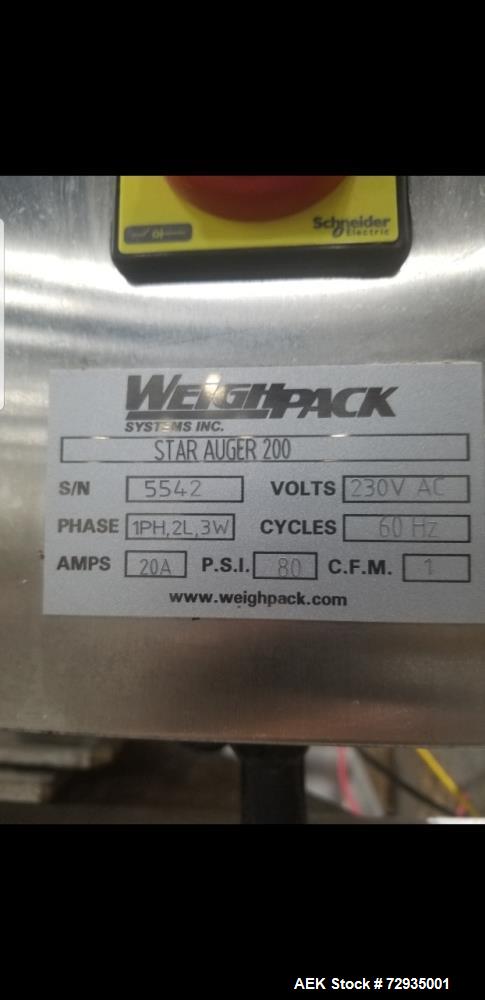 Schneider
Electric
WEIGHPACK
SYSTEMS INC.
STAR AUGER 200
S/N 5542 VOLTS 230V AC
PHASE 1PH,2L,3W CYCLES 60 Hz
AMPS 20A P.S.I. 80 C.F.M. 1
www.weighpack.com
AEK Stock # 72935001